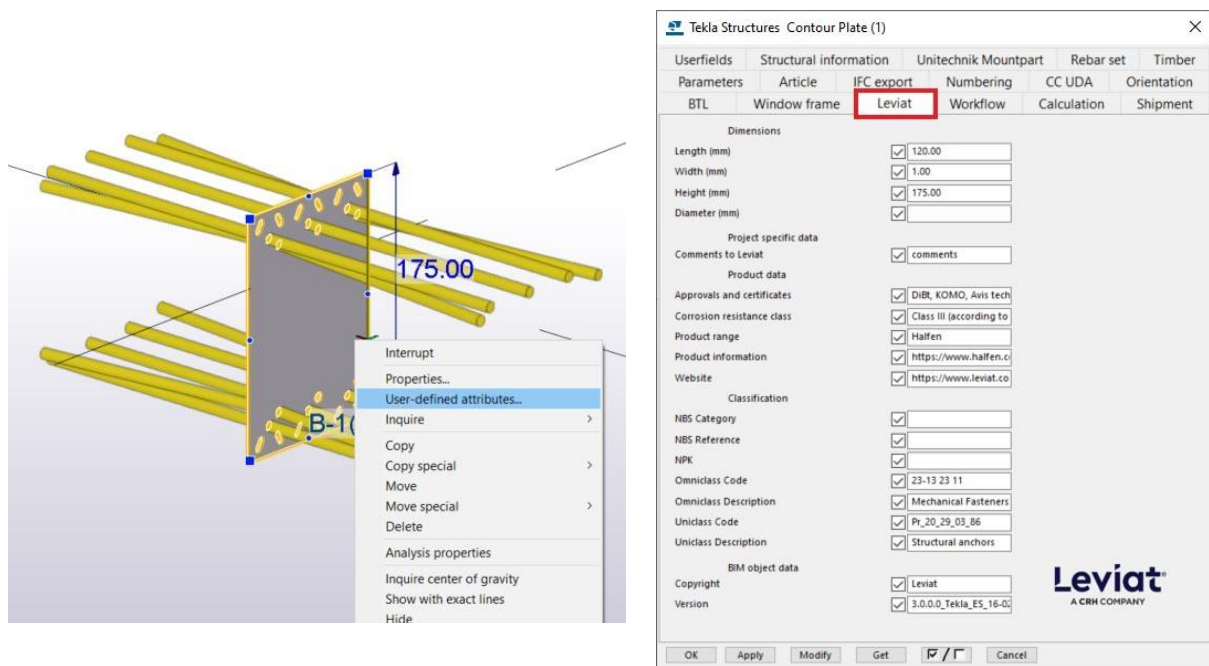 175.00
B-1(
Interrupt
Properties...
User-defined attributes...
Inquire
Copy
Copy special
Move
Move special
Delete
Analysis properties
Inquire center of gravity
Show with exact lines
Hide
Tekla Structures Contour Plate (1)
Userfields Structural information Unitechnik Mountpart Rebar set Timber
Parameters Article IFC export Numbering CC UDA Orientation
BTL Window frame Leviat Workflow Calculation Shipment
Dimensions
Length (mm) 120.00
Width (mm) 1.00
Height (mm) 175.00
Diameter (mm)
Project specific data
Comments to Leviat comments
Product data
Approvals and certificates DiBt, KOMO, Avis tech
Corrosion resistance class Class III (according to
Product range Halfen
Product information https://www.halfen.c
Website https://www.leviat.co
Classification
NBS Category
NBS Reference
NPK
Omniclass Code 23-13 23 11
Omniclass Description Mechanical Fasteners
Uniclass Code Pr_20_29_03_86
Uniclass Description Structural anchors
BIM object data
Copyright Leviat
Version 3.0.0.0_Tekla_ES_16-02
Leviat
A CRH COMPANY
OK Apply Modify Get / Cancel